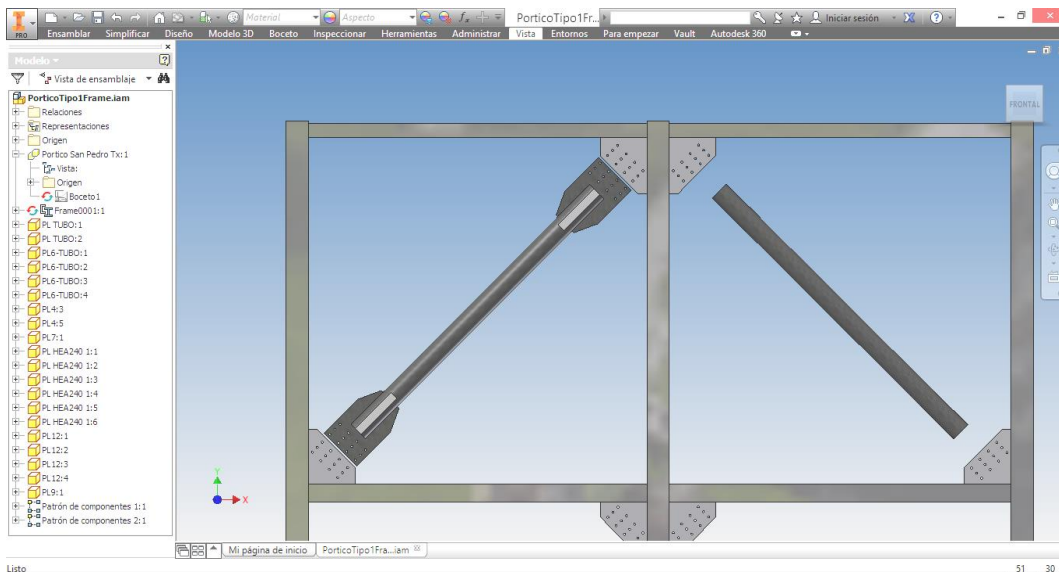 PRO
Material
Aspecto
PorticoTipo1Fr...
Iniciar sesión
Ensamblar Simplificar Diseño Modelo 3D Boceto Inspeccionar Herramientas Administrar Vista Entornos Para empezar Vault Autodesk 360
Modelo
Vista de ensamblaje
PorticoTipo1Frame.iam
Relaciones
Representaciones
Origen
Portico San Pedro Tx:1
Vista:
Origen
Boceto1
Frame0001:1
PL TUBO:1
PL TUBO:2
PL6-TUBO:1
PL6-TUBO:2
PL6-TUBO:3
PL6-TUBO:4
PL4:3
PL4:5
PL7:1
PL HEA240 1:1
PL HEA240 1:2
PL HEA240 1:3
PL HEA240 1:4
PL HEA240 1:5
PL HEA240 1:6
PL12:1
PL12:2
PL12:3
PL12:4
PL9:1
Patrón de componentes 1:1
Patrón de componentes 2:1
FRONTAL
Y
X
Mi página de inicio
PorticoTipo1Fra...iam
Listo
51 30